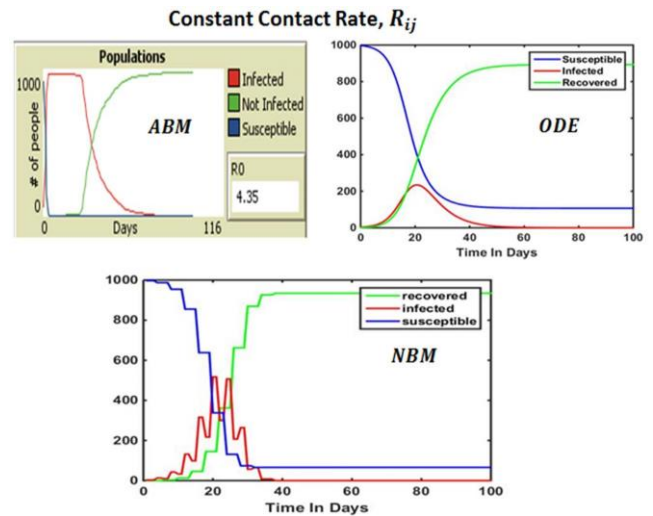 Constant Contact Rate, R_ij
Populations
1000
# of people
0
0
Days
116
ABM
Infected
Not Infected
Susceptible
R0
4.35
1000
800
600
400
200
0
0 20 40 60 80 100
Time In Days
Susceptible
Infected
Recovered
ODE
1000
800
600
400
200
0
0 20 40 60 80 100
Time In Days
recovered
infected
susceptible
NBM